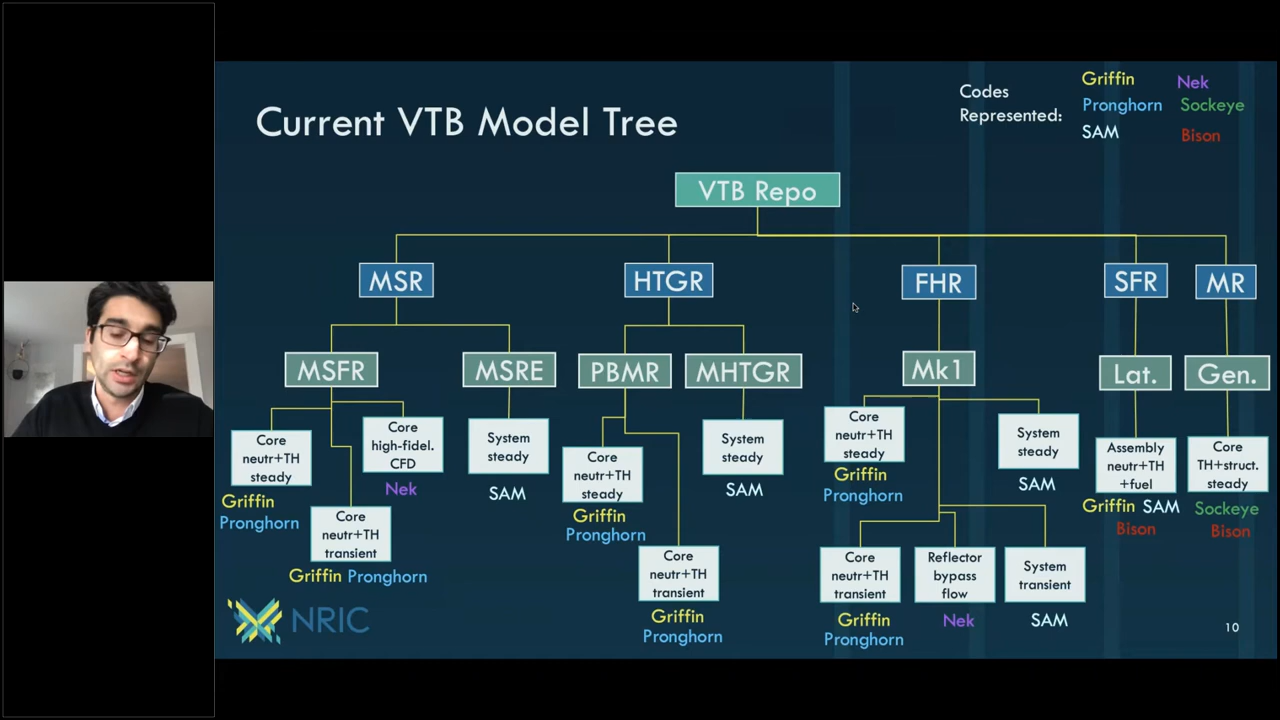 Current VTB Model Tree
Codes
Represented:
Griffin
Nek
Pronghorn
Sockeye
SAM
Bison
VTB Repo
MSR
HTGR
FHR
SFR
MR
MSFR
MSRE
PBMR
MHTGR
Mk1
Lat.
Gen.
Core
neutr+TH
steady
Griffin
Pronghorn
Core
neutr+TH
transient
Griffin Pronghorn
Core
high-fidel.
CFD
Nek
System
steady
SAM
Core
neutr+TH
steady
Griffin
Pronghorn
Core
neutr+TH
transient
Griffin
Pronghorn
System
steady
SAM
Core
neutr+TH
steady
Griffin
Pronghorn
System
steady
SAM
Core
neutr+TH
transient
Griffin
Pronghorn
Reflector
bypass
flow
Nek
System
transient
SAM
Assembly
neutr+TH
+fuel
Griffin SAM
Bison
Core
TH+struct.
steady
Sockeye
Bison
NRIC
10